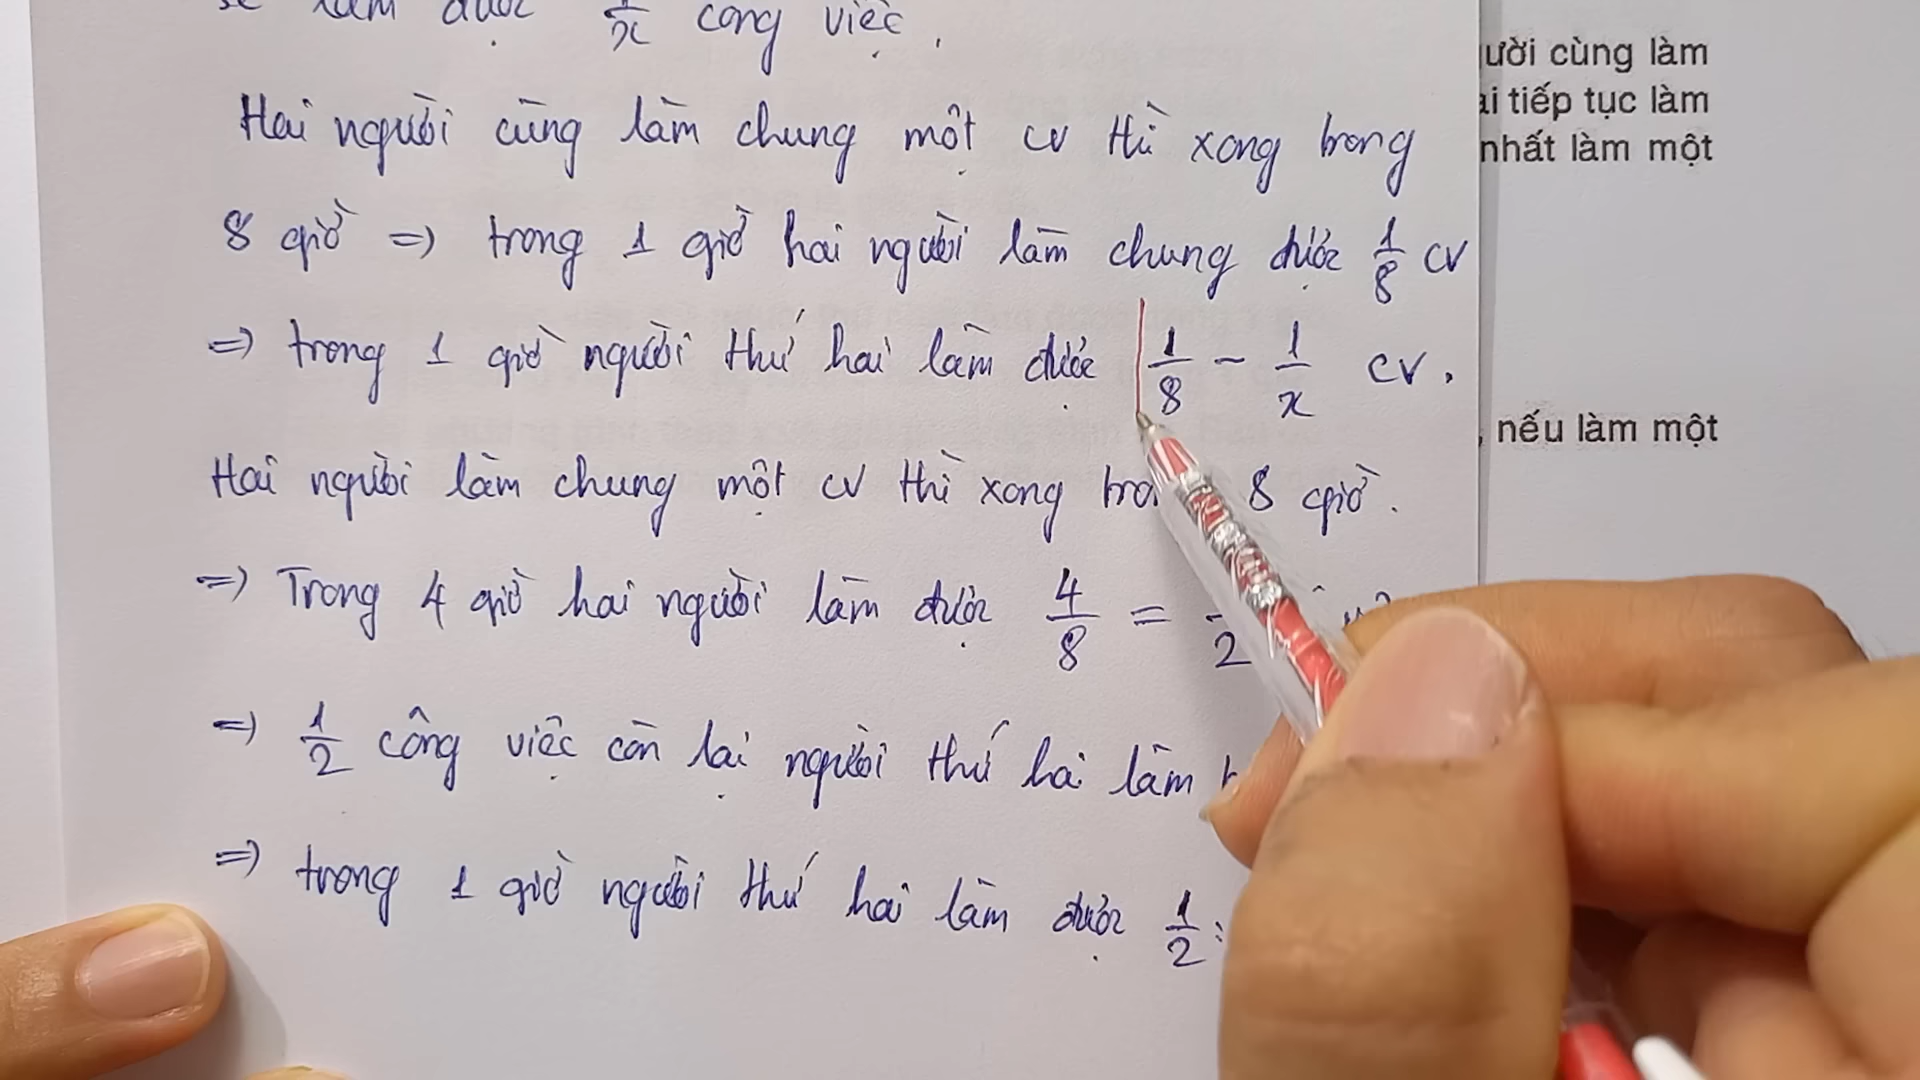 làm được 1/x công việc.
Hai người cùng làm chung một cv thì xong trong
8 giờ => trong 1 giờ hai người làm chung được 1/8 cv
=> trong 1 giờ người thứ hai làm được 1/8 - 1/x cv.
Hai người làm chung một cv thì xong 8 giờ.
=> Trong 4 giờ hai người làm được 4/8 =
=> 1/2 công việc còn lại người thứ hai làm
=> trong 1 giờ người thứ hai làm được 1/2 :
cùng làm
tiếp tục làm
nhất làm một
, nếu làm một